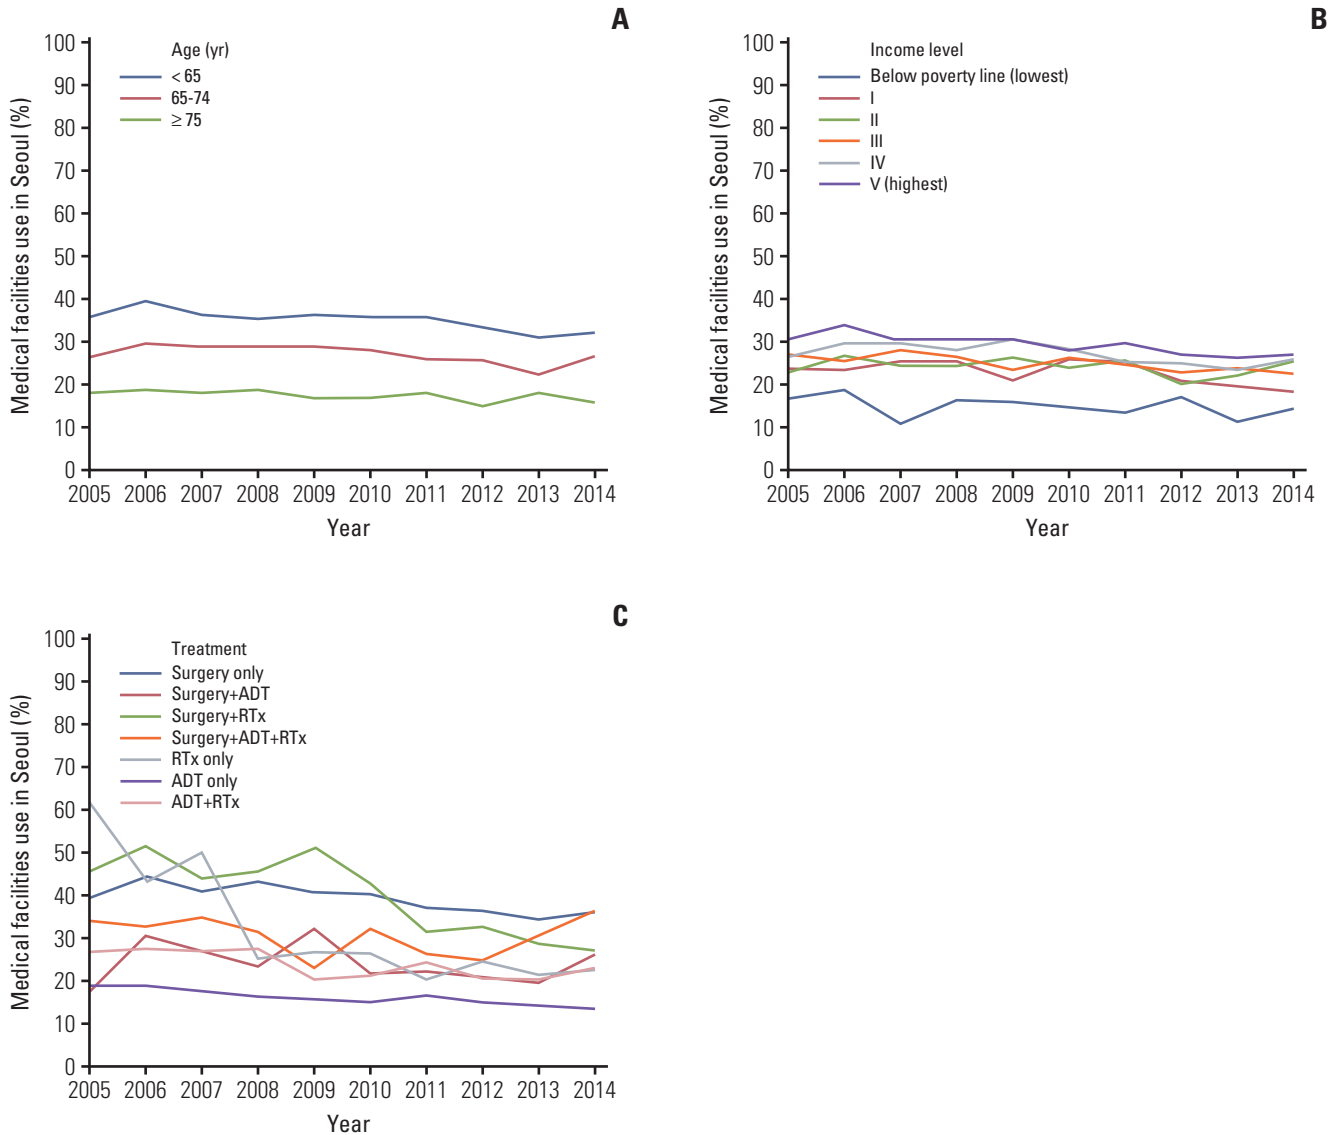 A
Medical facilities use in Seoul (%)
100
90
80
70
60
50
40
30
20
10
0
Age (yr)
< 65
65-74
≥ 75
2005 2006 2007 2008 2009 2010 2011 2012 2013 2014
Year
B
Medical facilities use in Seoul (%)
100
90
80
70
60
50
40
30
20
10
0
Income level
Below poverty line (lowest)
I
II
III
IV
V (highest)
2005 2006 2007 2008 2009 2010 2011 2012 2013 2014
Year
C
Medical facilities use in Seoul (%)
100
90
80
70
60
50
40
30
20
10
0
Treatment
Surgery only
Surgery+ADT
Surgery+RTx
Surgery+ADT+RTx
RTx only
ADT only
ADT+RTx
2005 2006 2007 2008 2009 2010 2011 2012 2013 2014
Year